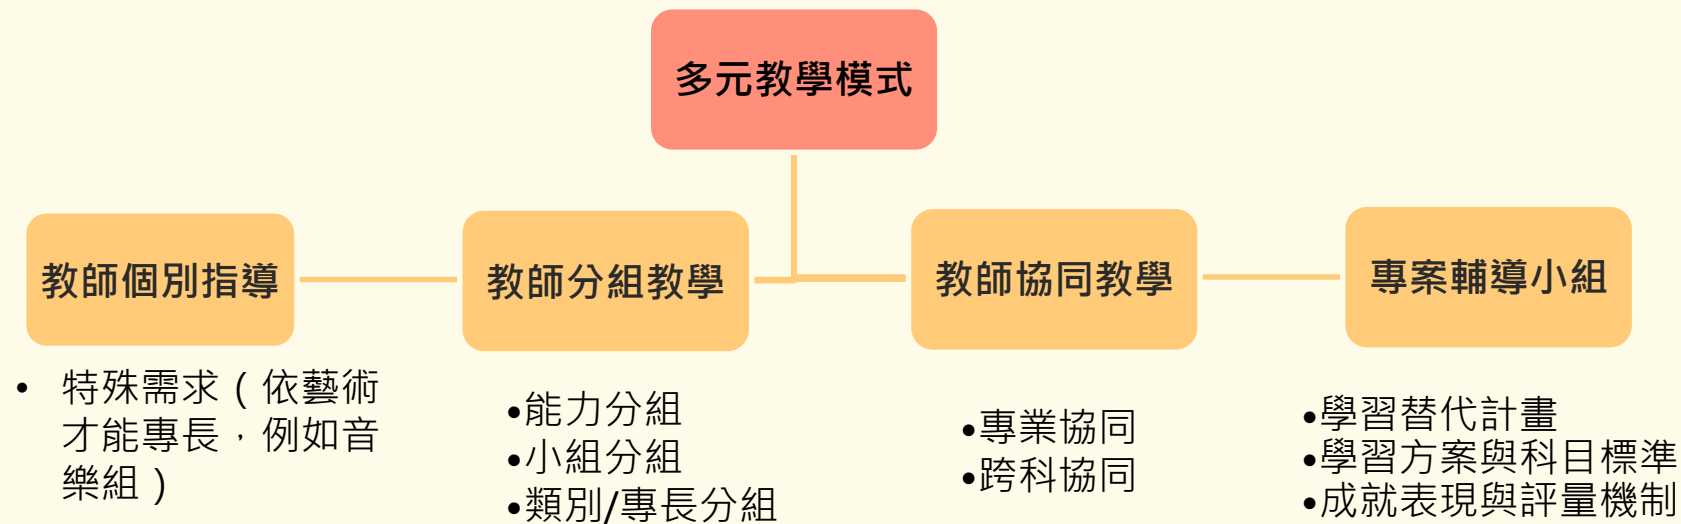 多元教學模式
教師個別指導
• 特殊需求（依藝術
才能專長，例如音
樂組）
教師分組教學
•能力分組
•小組分組
•類別/專長分組
教師協同教學
•專業協同
•跨科協同
專案輔導小組
•學習替代計畫
•學習方案與科目標準
•成就表現與評量機制